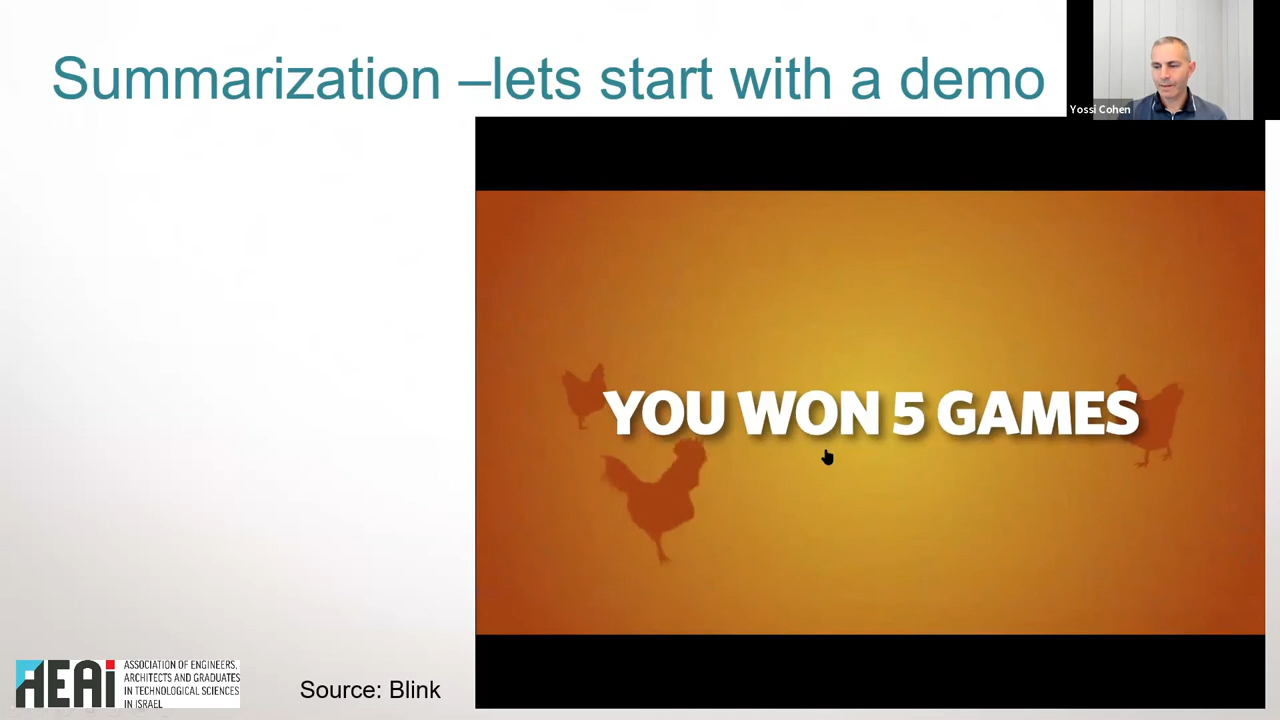 Summarization –lets start with a demo
Yossi Cohen
YOU WON 5 GAMES
AEAi
ASSOCIATION OF ENGINEERS,
ARCHITECTS AND GRADUATES
IN TECHNOLOGICAL SCIENCES
IN ISRAEL
Source: Blink